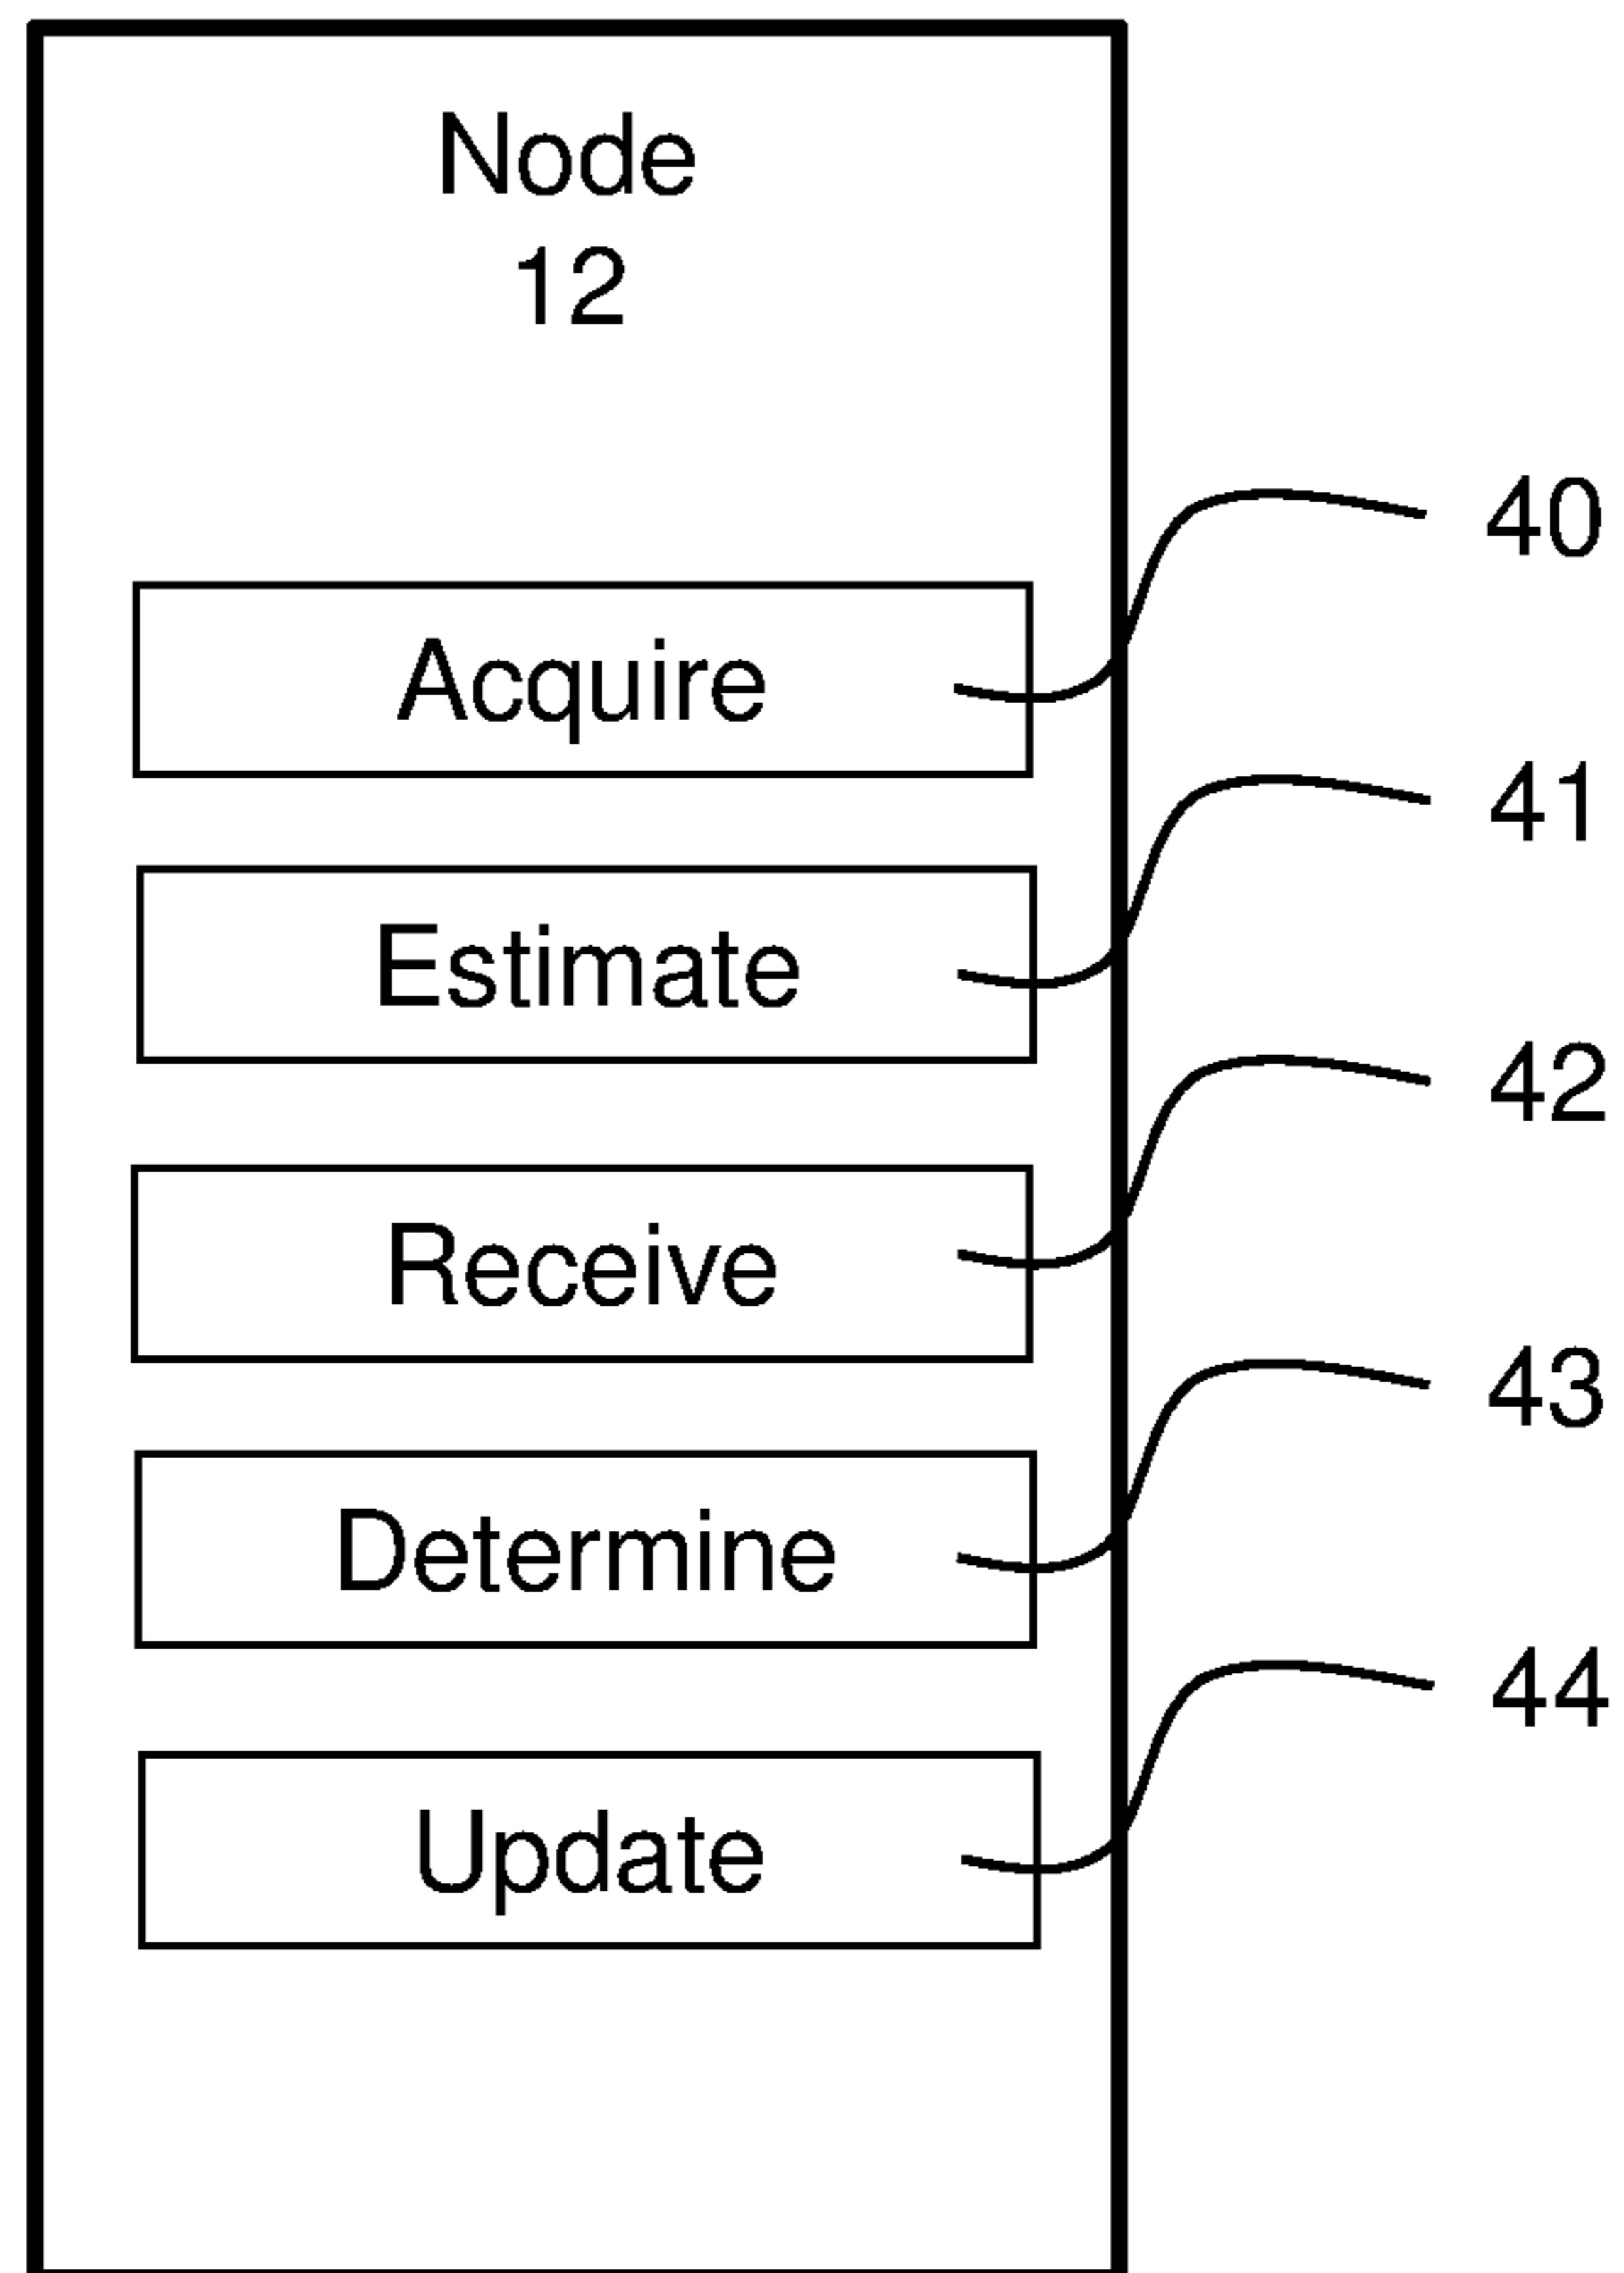 Node
12
40
Acquire
41
Estimate
42
Receive
43
Determine
44
Update